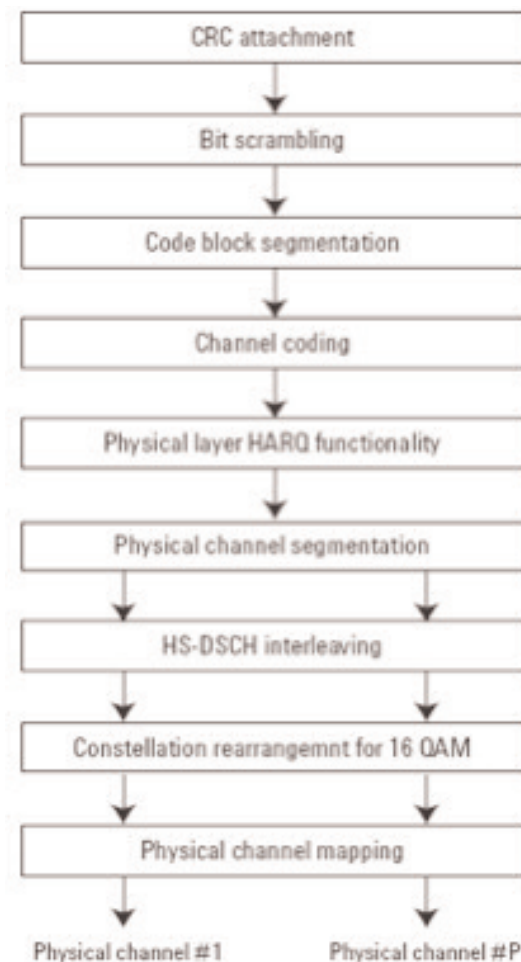 CRC attachment
Bit scrambling
Code block segmentation
Channel coding
Physical layer HARQ functionality
Physical channel segmentation
HS-DSCH interleaving
Constellation rearrangemnt for 16 QAM
Physical channel mapping
Physical channel #1 Physical channel #P